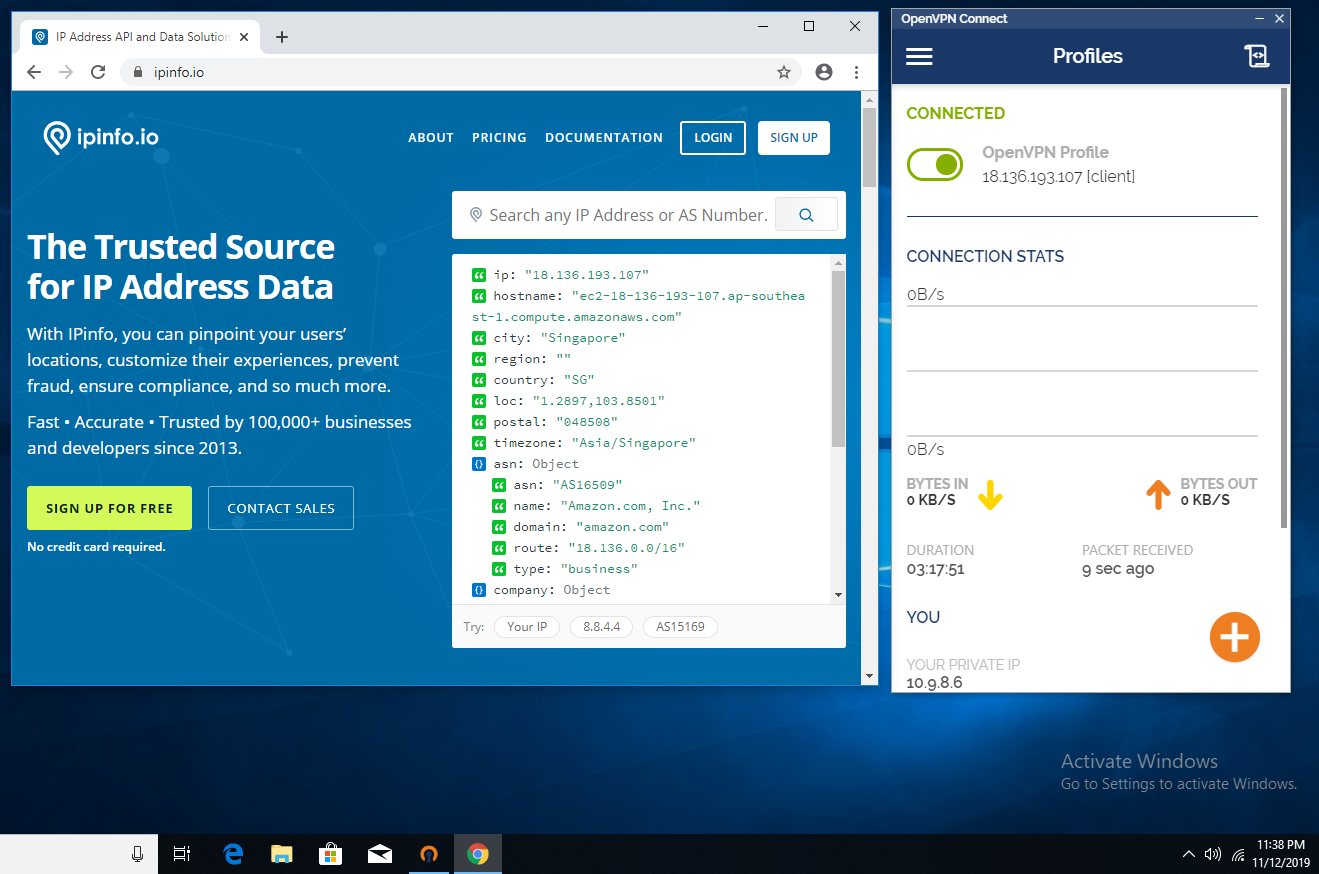 IP Address API and Data Solution
ipinfo.io
ipinfo.io
ABOUT PRICING DOCUMENTATION LOGIN SIGN UP
Search any IP Address or AS Number.
The Trusted Source
for IP Address Data
With IPinfo, you can pinpoint your users’
locations, customize their experiences, prevent
fraud, ensure compliance, and so much more.
Fast • Accurate • Trusted by 100,000+ businesses
and developers since 2013.
SIGN UP FOR FREE CONTACT SALES
No credit card required.
ip: "18.136.193.107"
hostname: "ec2-18-136-193-107.ap-southea
st-1.compute.amazonaws.com"
city: "Singapore"
region: ""
country: "SG"
loc: "1.2897,103.8501"
postal: "048508"
timezone: "Asia/Singapore"
{} asn: Object
asn: "AS16509"
name: "Amazon.com, Inc."
domain: "amazon.com"
route: "18.136.0.0/16"
type: "business"
{} company: Object
Try: Your IP 8.8.4.4 AS15169
OpenVPN Connect
Profiles
CONNECTED
OpenVPN Profile
18.136.193.107 [client]
CONNECTION STATS
0B/s
0B/s
BYTES IN BYTES OUT
0 KB/S 0 KB/S
DURATION PACKET RECEIVED
03:17:51 9 sec ago
YOU
YOUR PRIVATE IP
10.9.8.6
Activate Windows
Go to Settings to activate Windows.
11:38 PM
11/12/2019